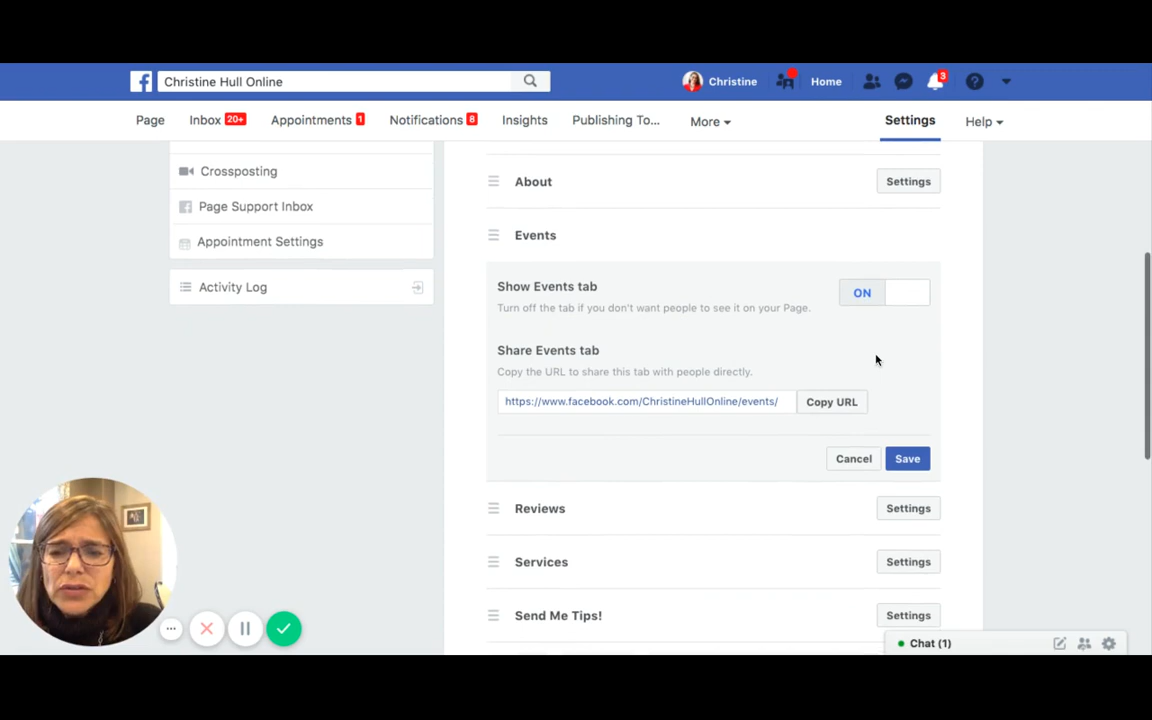 Christine Hull Online
Christine
Home
3
Page
Inbox 20+
Appointments 1
Notifications 8
Insights
Publishing To...
More
Settings
Help
Crossposting
Page Support Inbox
Appointment Settings
Activity Log
About
Settings
Events
Show Events tab
ON
Turn off the tab if you don't want people to see it on your Page.
Share Events tab
Copy the URL to share this tab with people directly.
https://www.facebook.com/ChristineHullOnline/events/
Copy URL
Cancel
Save
Reviews
Settings
Services
Settings
Send Me Tips!
Settings
Chat (1)